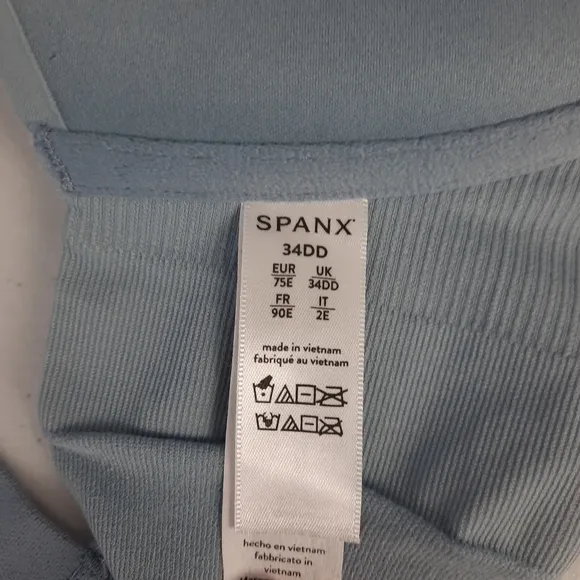 SPANX
34DD
EUR UK
75E 34DD
FR IT
90E 2E
made in vietnam
fabriqué au vietnam
hecho en vietnam
fabbricato in
vietnam